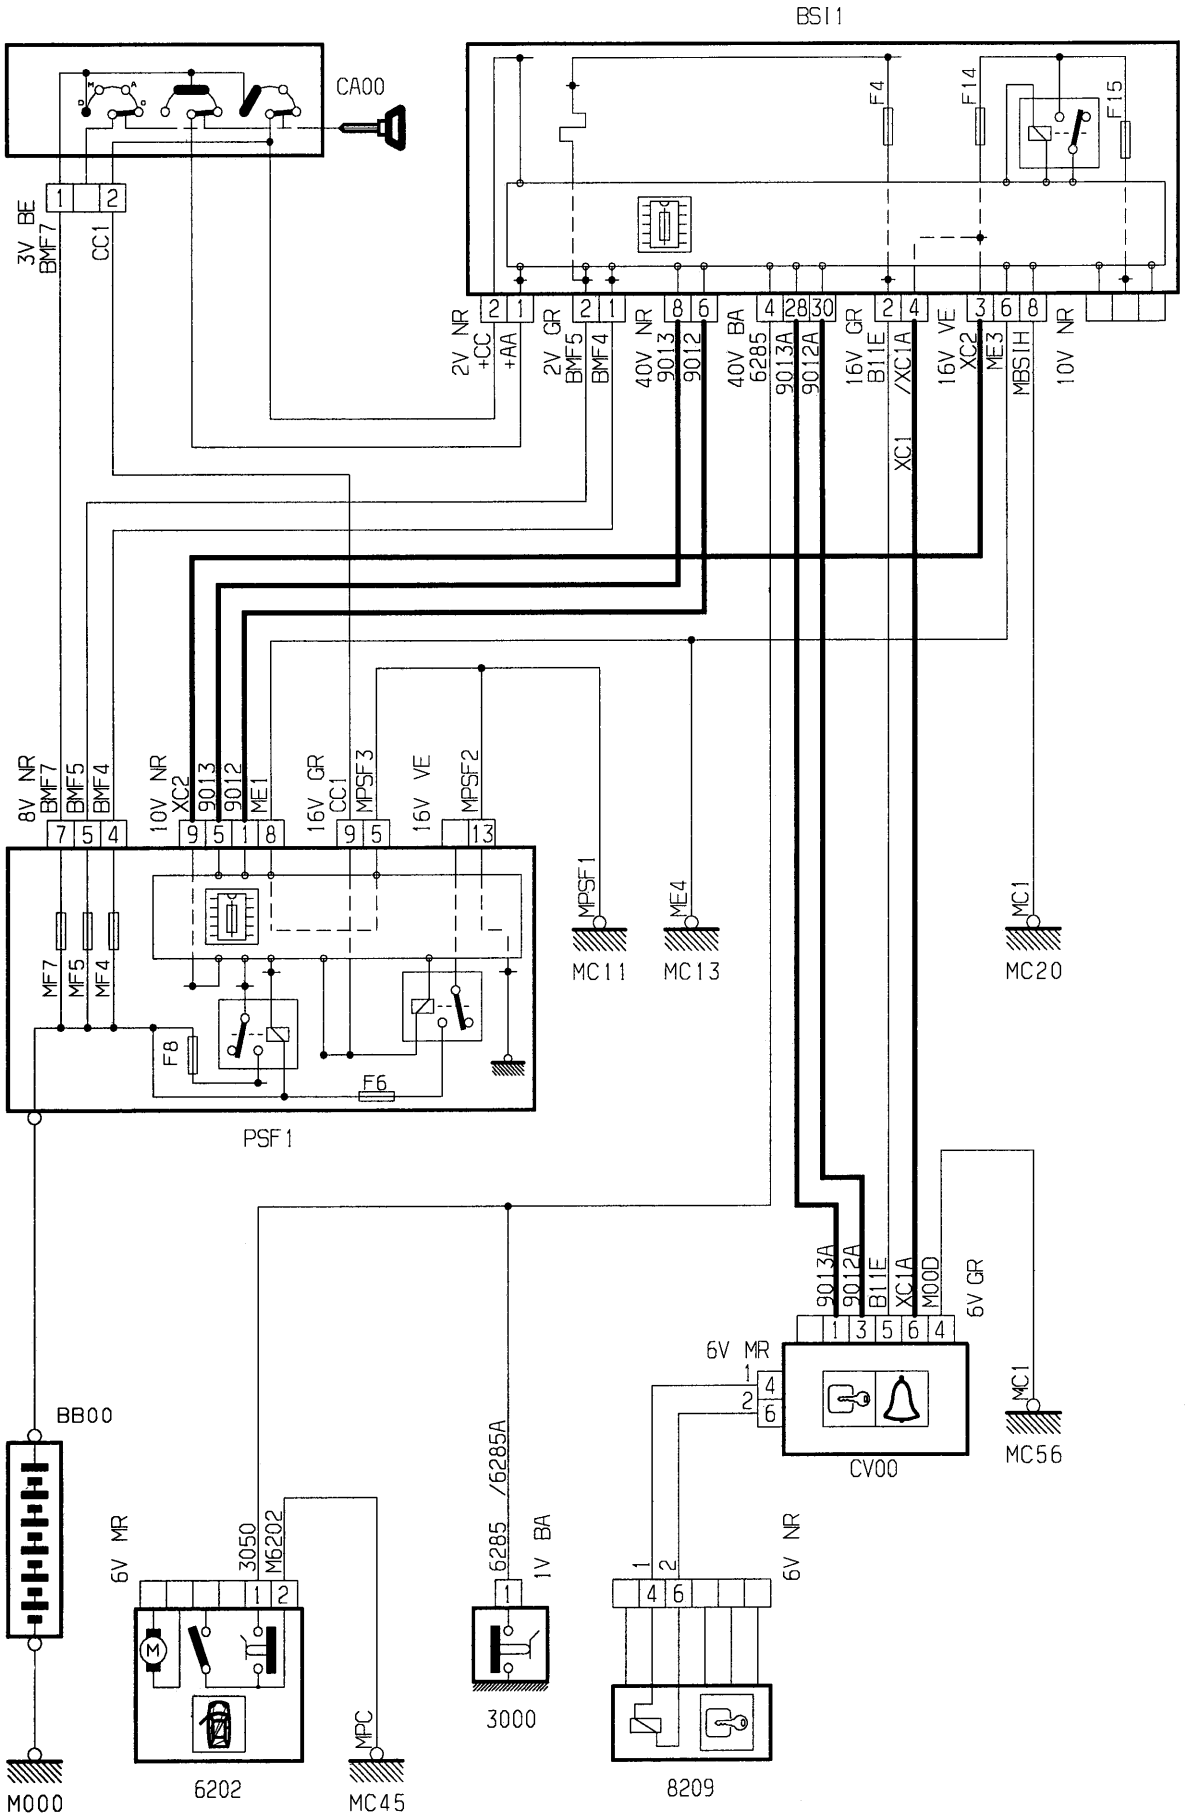 BSI1
CA00
M A
D D
F4
F14
F15
1 2
3V BE
BMF7
CC1
2 1 2 1 8 6 4 28 30 2 4 3 6 8
2V NR
+CC
+AA
2V GR
BMF5
BMF4
40V NR
9013
9012
40V BA
6285
9013A
9012A
16V GR
B11E
/XC1A
XC1
16V VE
XC2
ME3
MBSIH
10V NR
8V NR
BMF7
BMF5
BMF4
10V NR
XC2
9013
9012
ME1
16V GR
CC1
MPSF3
16V VE
MPSF2
7 5 4 9 5 1 8 9 5 13
MPSF1
MC11
ME4
MC13
MC1
MC20
MF7
MF5
MF4
F8
F6
PSF1
9013A
9012A
B11E
XC1A
M00D
6V GR
1 3 5 6 4
6V MR
1 4
2 6
CV00
MC1
MC56
BB00
M000
6V MR
3050
M6202
1 2
M
6202
MPC
MC45
6285 /6285A
1V BA
1
3000
1
2
6V NR
4 6
8209